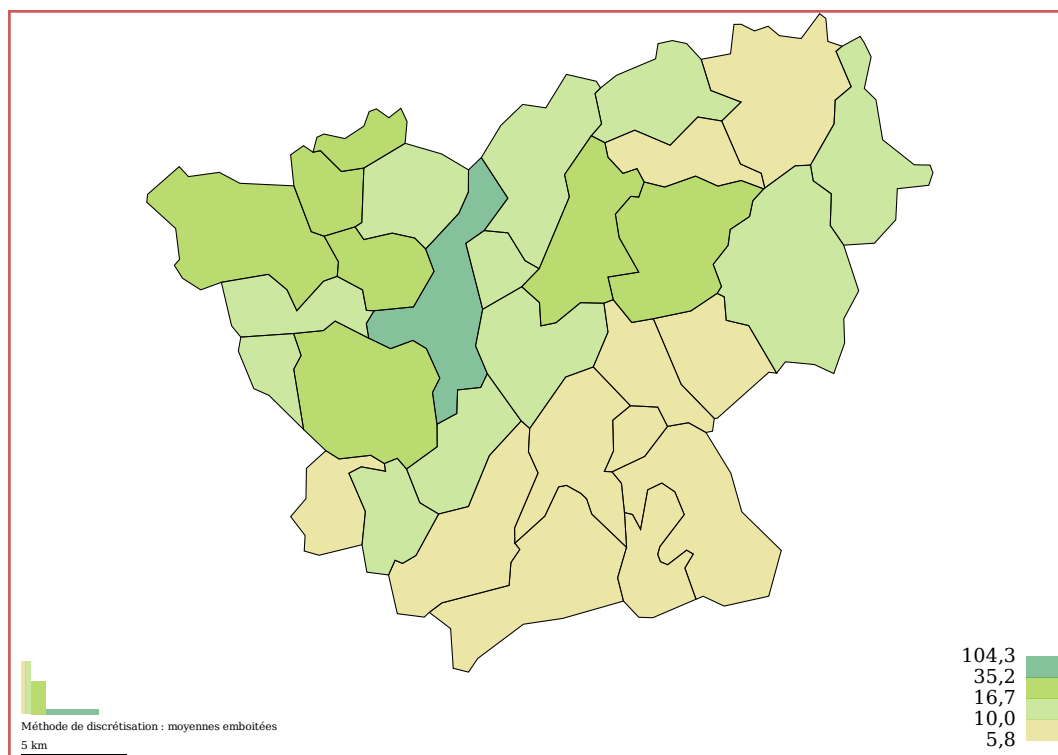 104,3
35,2
16,7
10,0
5,8
Méthode de discrétisation : moyennes emboitées
5 km